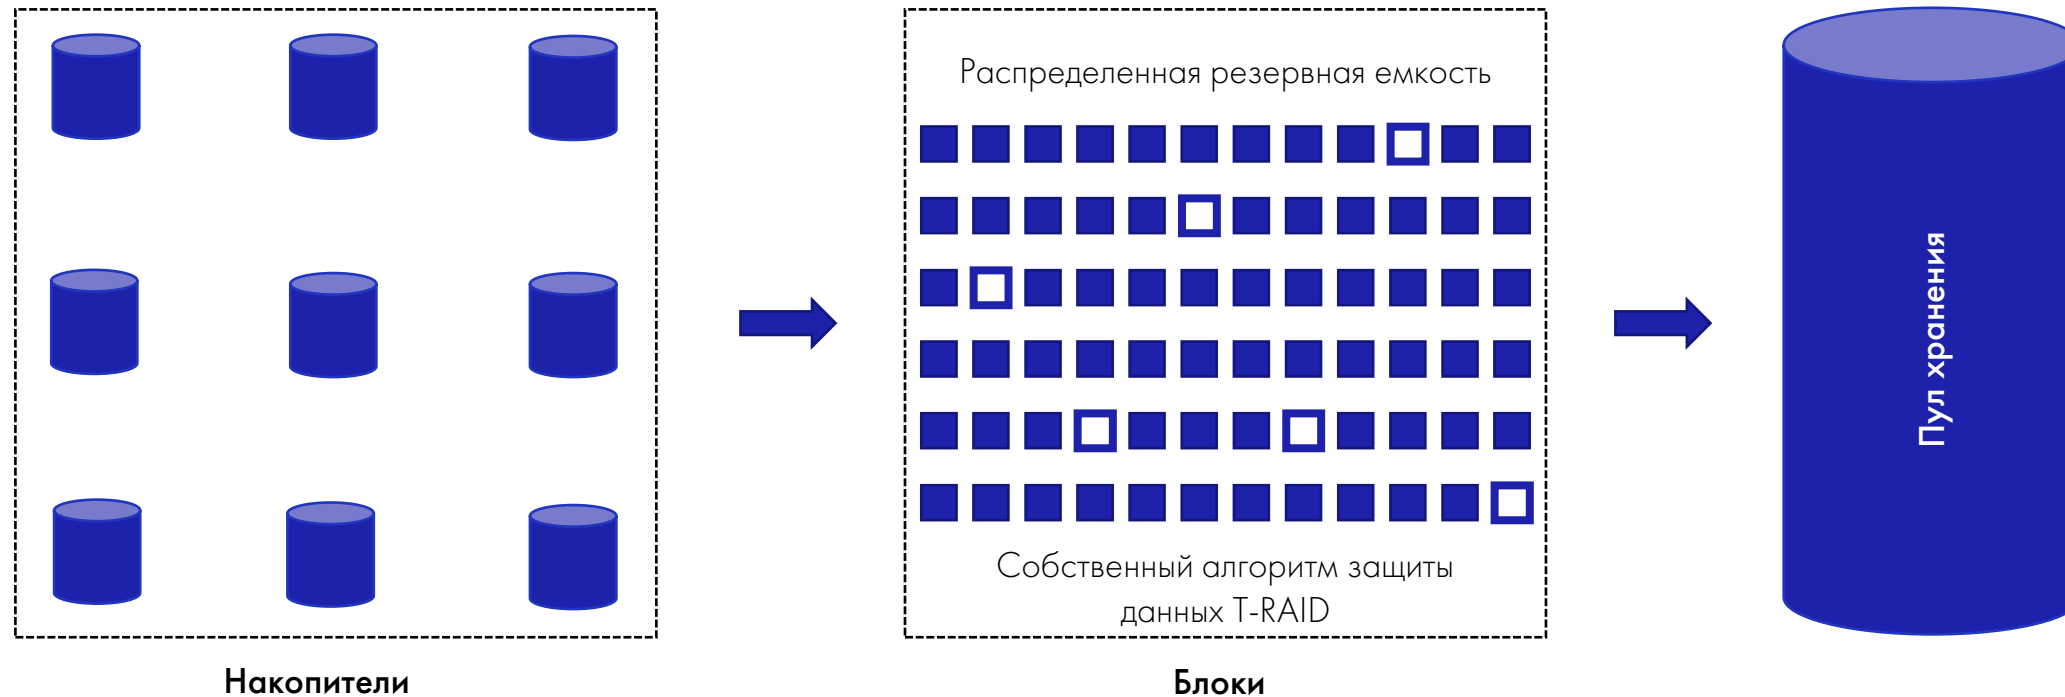 Распределенная резервная емкость
Собственный алгоритм защиты
данных T-RAID
Пул хранения
Накопители
Блоки